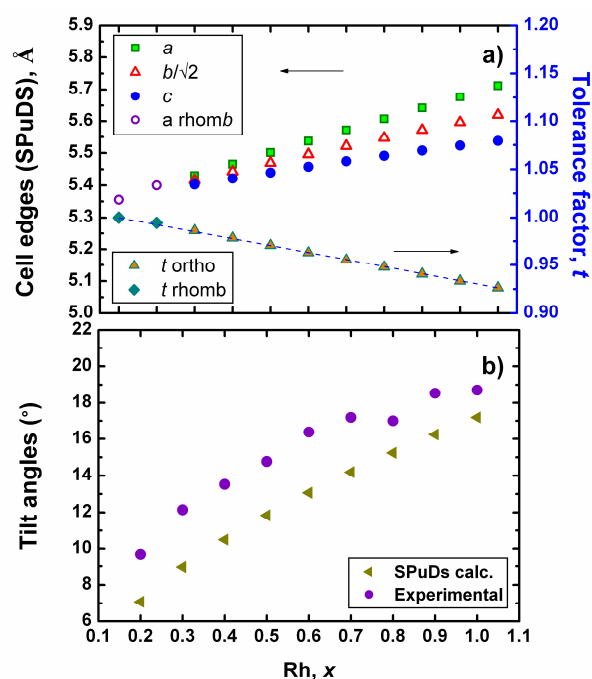 Cell edges (SPuDS), Å
5.9
5.8
5.7
5.6
5.5
5.4
5.3
5.2
5.1
5.0
a
b/√2
c
a rhomb
a)
t ortho
t rhomb
1.20
1.15
1.10
1.05
1.00
0.95
0.90
Tolerance factor, t
Tilt angles (°)
22
20
18
16
14
12
10
8
6
b)
SPuDs calc.
Experimental
0.1 0.2 0.3 0.4 0.5 0.6 0.7 0.8 0.9 1.0 1.1
Rh, x